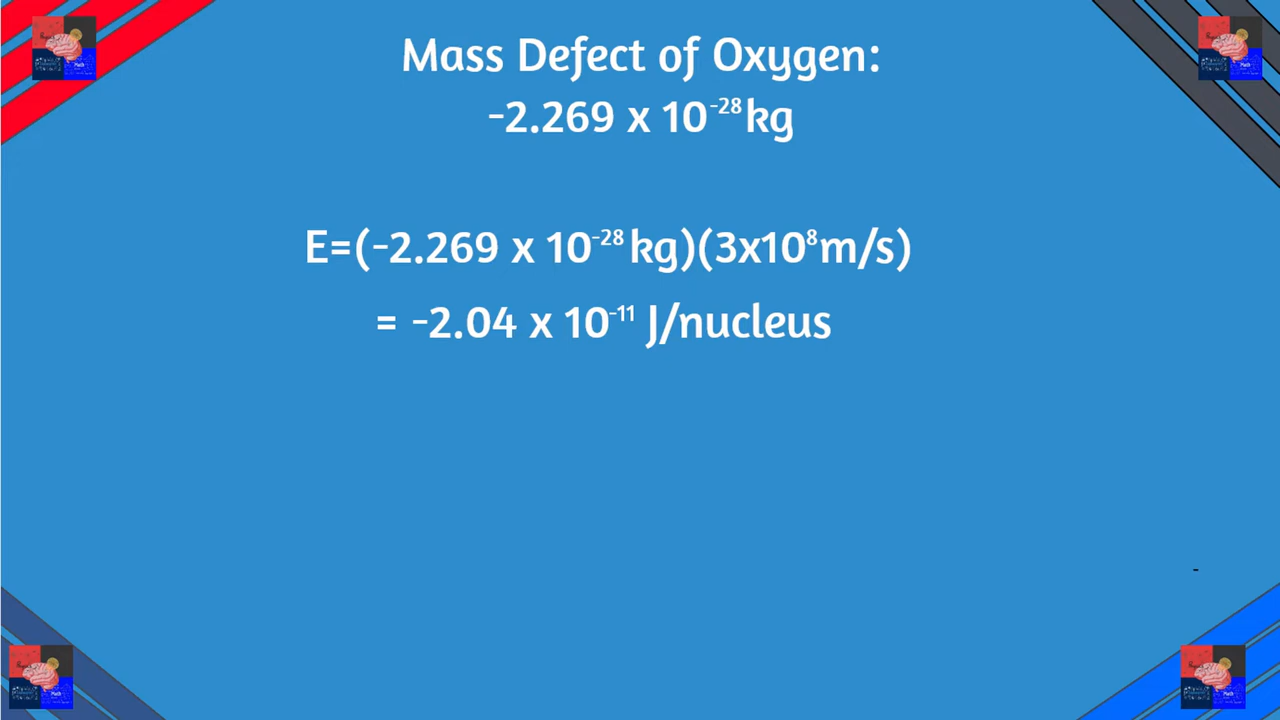 Mass Defect of Oxygen:
-2.269 x 10⁻²⁸kg
E=(-2.269 x 10⁻²⁸kg)(3x10⁸m/s)
= -2.04 x 10⁻¹¹ J/nucleus
-